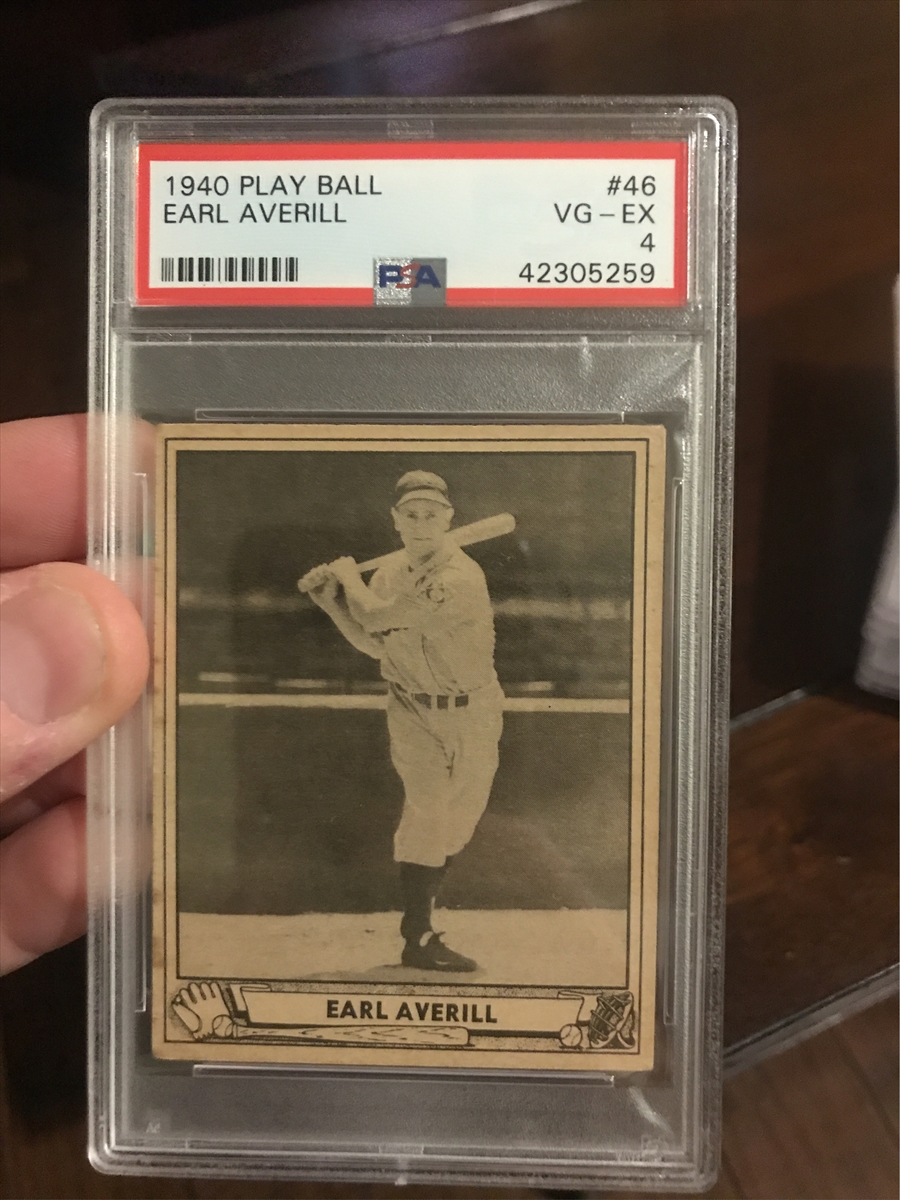 1940 PLAY BALL #46
EARL AVERILL VG – EX
4
PSA 42305259
EARL AVERILL